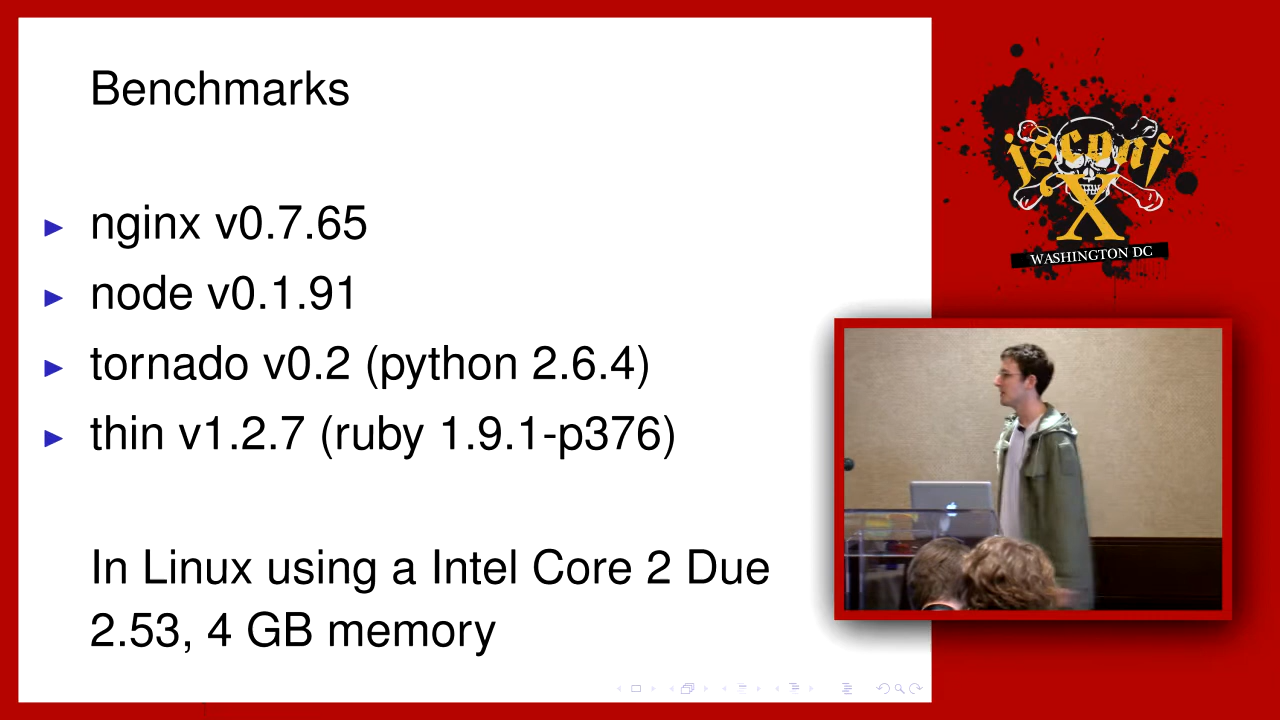 Benchmarks
nginx v0.7.65
node v0.1.91
tornado v0.2 (python 2.6.4)
thin v1.2.7 (ruby 1.9.1-p376)
In Linux using a Intel Core 2 Due
2.53, 4 GB memory
jsconf
X
WASHINGTON DC